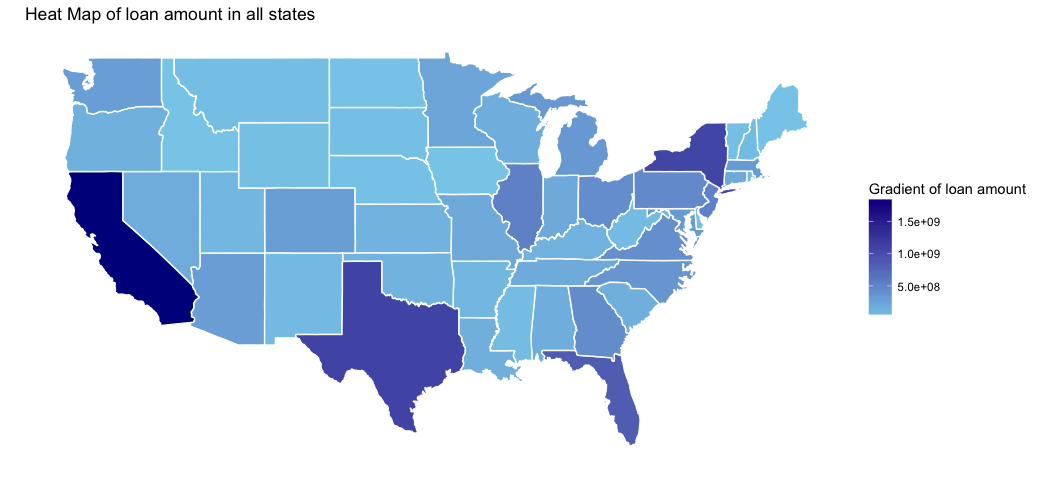 Heat Map of loan amount in all states
Gradient of loan amount
1.5e+09
1.0e+09
5.0e+08